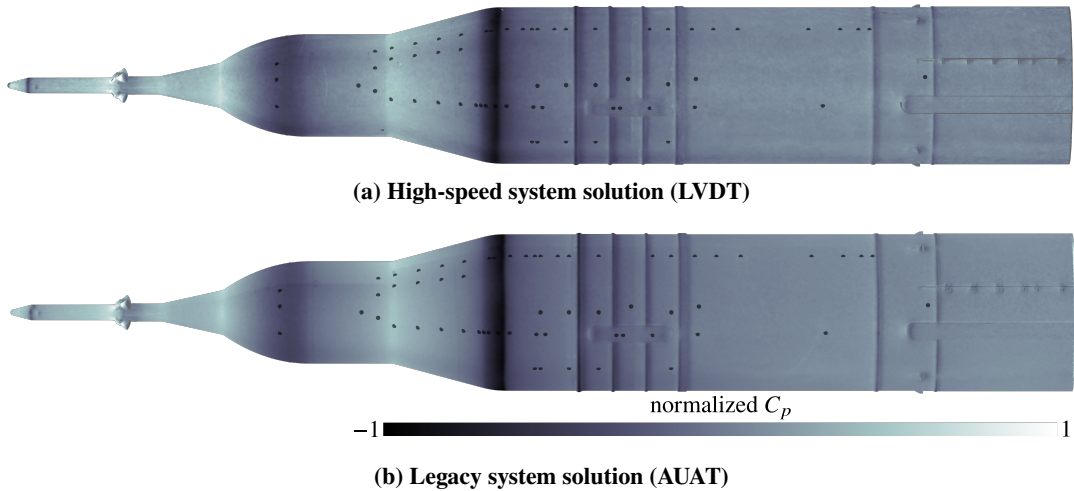 (a) High-speed system solution (LVDT)
normalized C_p
−1 1
(b) Legacy system solution (AUAT)